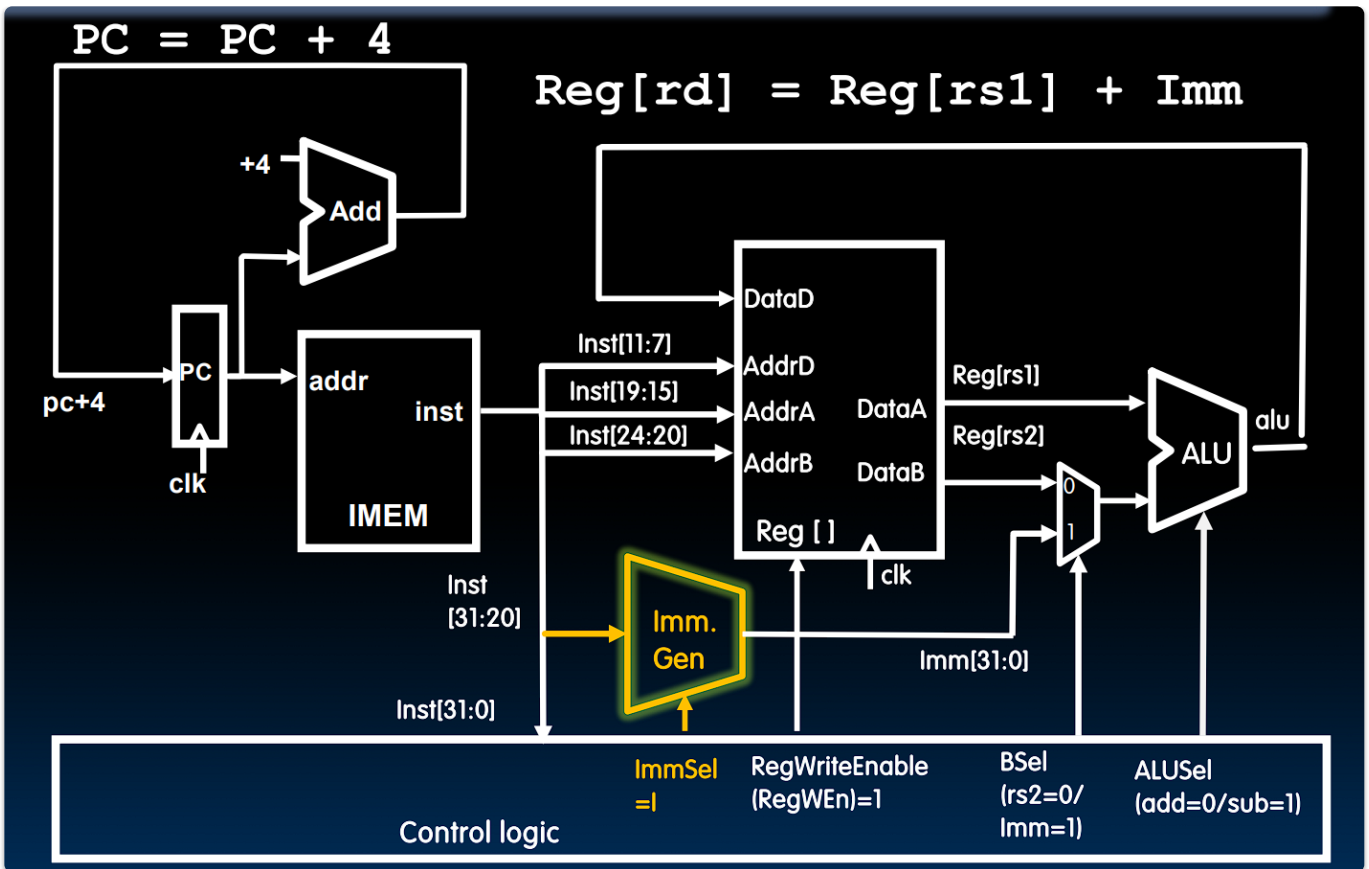 PC = PC + 4
Reg[rd] = Reg[rs1] + Imm
+4
Add
pc+4
PC
clk
addr
inst
IMEM
Inst[11:7]
Inst[19:15]
Inst[24:20]
DataD
AddrD
AddrA
AddrB
DataA
DataB
Reg [ ]
clk
Reg[rs1]
Reg[rs2]
0
1
ALU
alu
Inst
[31:20]
Imm.
Gen
Imm[31:0]
Inst[31:0]
ImmSel
=I
RegWriteEnable
(RegWEn)=1
BSel
(rs2=0/
Imm=1)
ALUSel
(add=0/sub=1)
Control logic